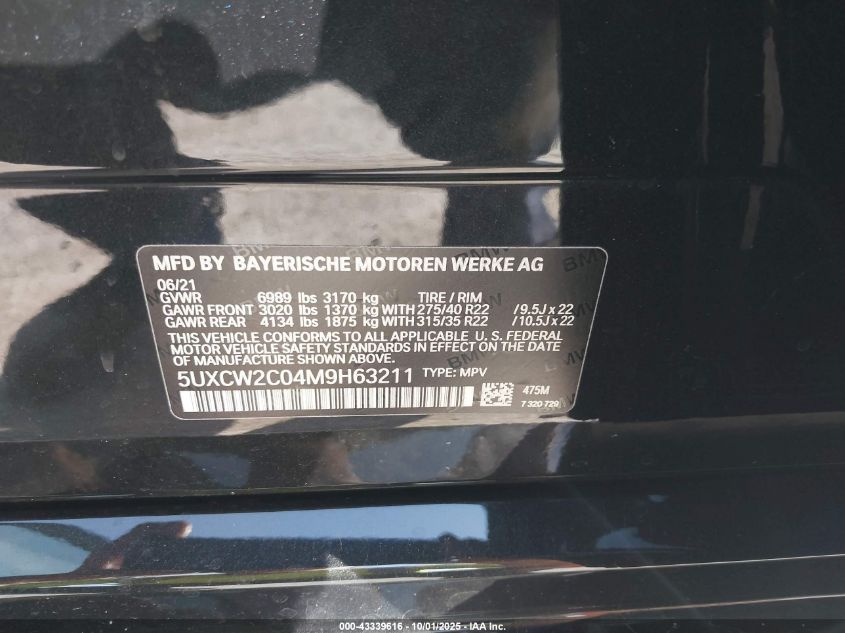 MFD BY BAYERISCHE MOTOREN WERKE AG
06/21
GVWR 6989 lbs 3170 kg TIRE / RIM
GAWR FRONT 3020 lbs 1370 kg WITH 275/40 R22 / 9.5J x 22
GAWR REAR 4134 lbs 1875 kg WITH 315/35 R22 / 10.5J x 22
THIS VEHICLE CONFORMS TO ALL APPLICABLE U. S. FEDERAL
MOTOR VEHICLE SAFETY STANDARDS IN EFFECT ON THE DATE
OF MANUFACTURE SHOWN ABOVE.
5UXCW2C04M9H63211 TYPE: MPV
475M
7 320 729
000-43339616 - 10/01/2025 - IAA Inc.